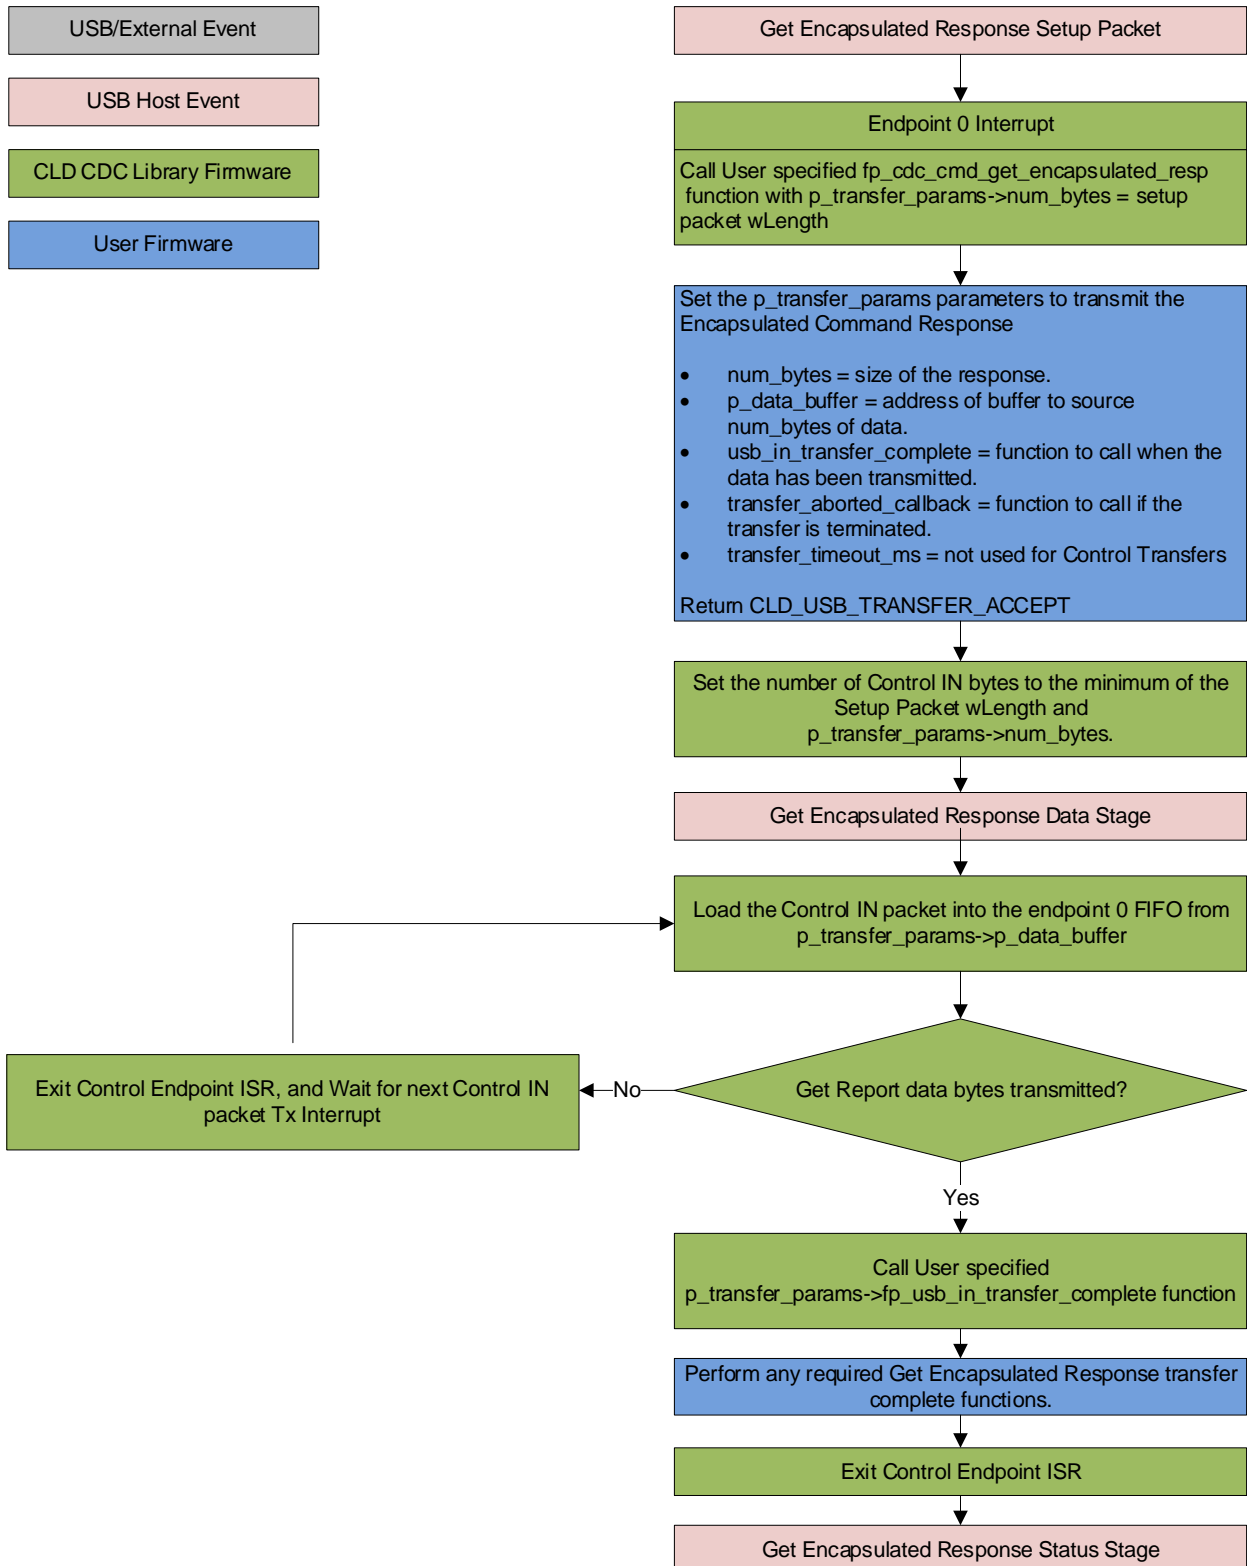 USB/External Event
USB Host Event
CLD CDC Library Firmware
User Firmware
Get Encapsulated Response Setup Packet
Endpoint 0 Interrupt
Call User specified fp_cdc_cmd_get_encapsulated_resp
function with p_transfer_params->num_bytes = setup
packet wLength
Set the p_transfer_params parameters to transmit the
Encapsulated Command Response
• num_bytes = size of the response.
• p_data_buffer = address of buffer to source
num_bytes of data.
• usb_in_transfer_complete = function to call when the
data has been transmitted.
• transfer_aborted_callback = function to call if the
transfer is terminated.
• transfer_timeout_ms = not used for Control Transfers
Return CLD_USB_TRANSFER_ACCEPT
Set the number of Control IN bytes to the minimum of the
Setup Packet wLength and
p_transfer_params->num_bytes.
Get Encapsulated Response Data Stage
Load the Control IN packet into the endpoint 0 FIFO from
p_transfer_params->p_data_buffer
Get Report data bytes transmitted?
No
Exit Control Endpoint ISR, and Wait for next Control IN
packet Tx Interrupt
Yes
Call User specified
p_transfer_params->fp_usb_in_transfer_complete function
Perform any required Get Encapsulated Response transfer
complete functions.
Exit Control Endpoint ISR
Get Encapsulated Response Status Stage